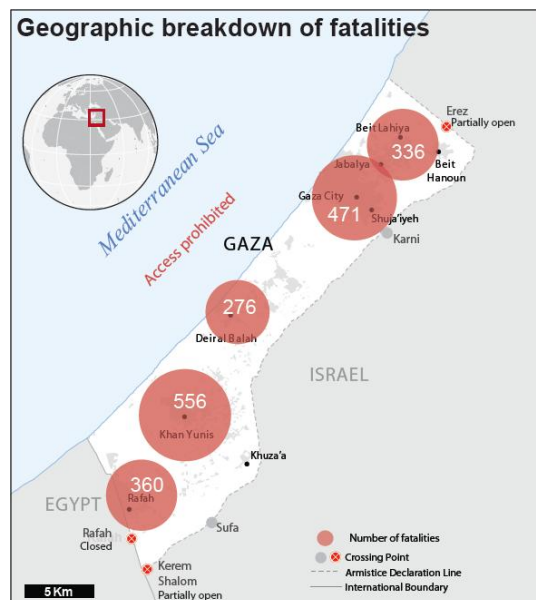 Geographic breakdown of fatalities
Mediterranean Sea
Access prohibited
Erez
Partially open
Beit Lahiya
336
Jabalya
Beit
Hanoun
Gaza City
471
Shuja'iyeh
Karni
GAZA
276
Deiral Balah
ISRAEL
556
Khan Yunis
Khuza'a
360
Rafah
EGYPT
Rafah
Closed
Sufa
Kerem
Shalom
Partially open
Number of fatalities
Crossing Point
Armistice Declaration Line
International Boundary
5 Km